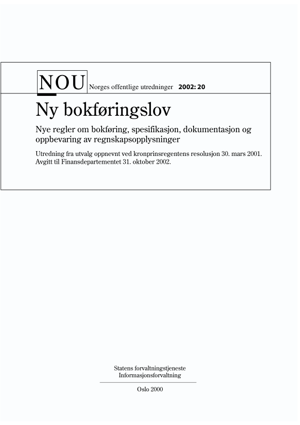 NOU Norges offentlige utredninger 2002: 20
Ny bokføringslov
Nye regler om bokføring, spesifikasjon, dokumentasjon og
oppbevaring av regnskapsopplysninger
Utredning fra utvalg oppnevnt ved kronprinsregentens resolusjon 30. mars 2001.
Avgitt til Finansdepartementet 31. oktober 2002.
Statens forvaltningstjeneste
Informasjonsforvaltning
Oslo 2000